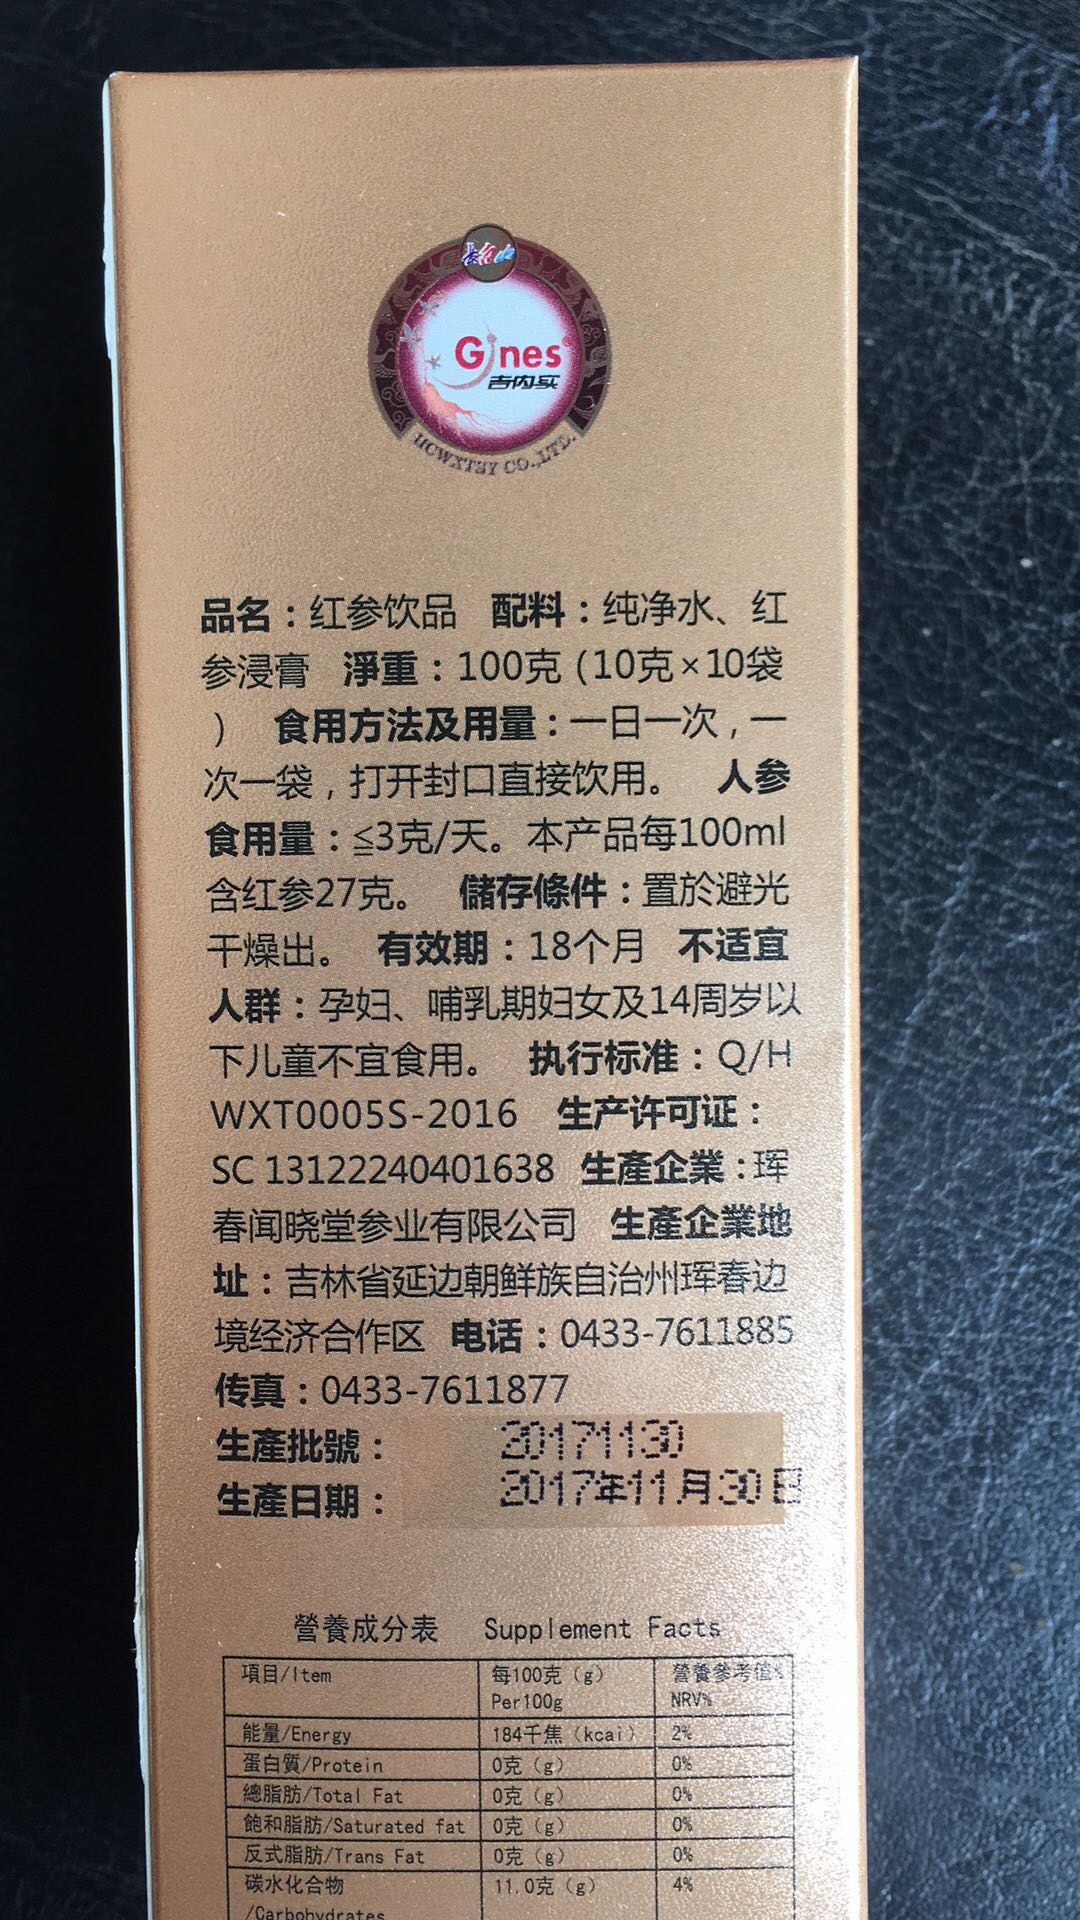 长白山
Gines
吉内实
HCWXTSY CO.,LTD.
品名：红参饮品 配料：纯净水、红
参浸膏 淨重：100克 (10克×10袋
) 食用方法及用量：一日一次，一
次一袋，打开封口直接饮用。 人参
食用量：≦3克/天。本产品每100ml
含红参27克。 儲存條件：置於避光
干燥出。 有效期：18个月 不适宜
人群：孕妇、哺乳期妇女及14周岁以
下儿童不宜食用。 执行标准：Q/H
WXT0005S-2016 生产许可证：
SC 13122240401638 生產企業：珲
春闻晓堂参业有限公司 生產企業地
址：吉林省延边朝鲜族自治州珲春边
境经济合作区 电话：0433-7611885
传真：0433-7611877
生產批號： 20171130
生產日期： 2017年11月30日
營養成分表 Supplement Facts
項目/Item 每100克（g） 營養參考值%
Per100g NRV%
能量/Energy 184千焦（kcai） 2%
蛋白質/Protein 0克（g） 0%
總脂肪/Total Fat 0克（g） 0%
飽和脂肪/Saturated fat 0克（g） 0%
反式脂肪/Trans Fat 0克（g） 0%
碳水化合物 11.0克（g） 4%
/Carbohydrates